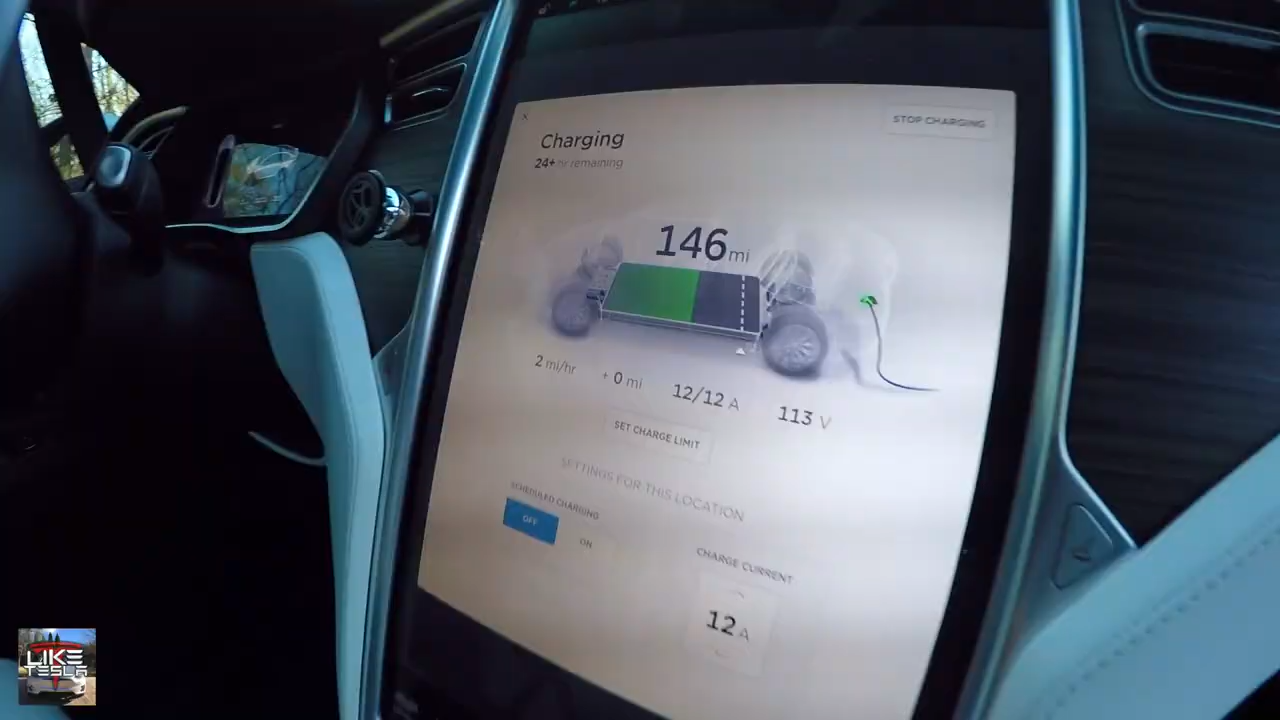 Charging
24+ hr remaining
STOP CHARGING
146 mi
2 mi/hr
+ 0 mi
12/12 A
113 V
SET CHARGE LIMIT
SETTINGS FOR THIS LOCATION
SCHEDULED CHARGING
OFF
ON
CHARGE CURRENT
12 A
LIKE
TESLA